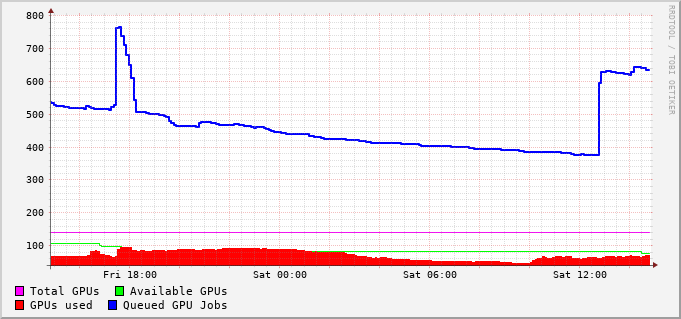 800
700
600
500
400
300
200
100
Fri 18:00 Sat 00:00 Sat 06:00 Sat 12:00
Total GPUs Available GPUs
GPUs used Queued GPU Jobs
RRDTOOL / TOBI OETIKER